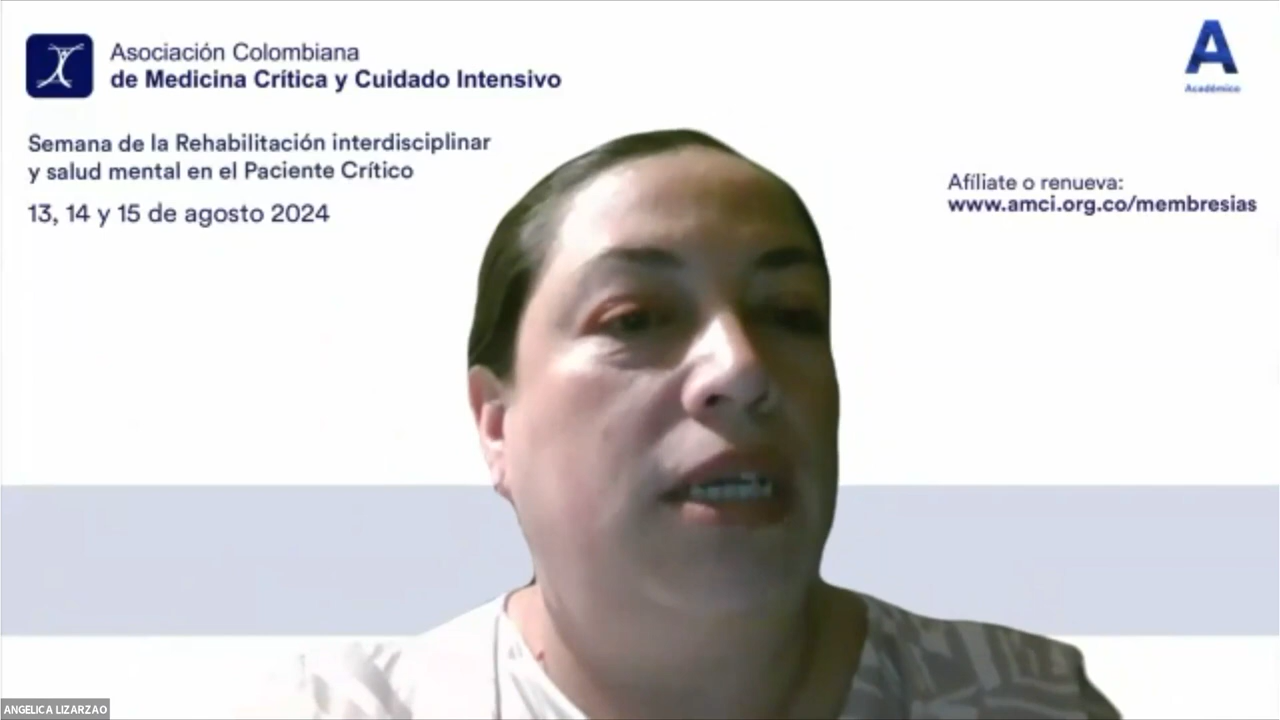 Asociación Colombiana
de Medicina Crítica y Cuidado Intensivo
Académico
Semana de la Rehabilitación interdisciplinar
y salud mental en el Paciente Crítico
13, 14 y 15 de agosto 2024
Afíliate o renueva:
www.amci.org.co/membresias
ANGELICA LIZARZAO